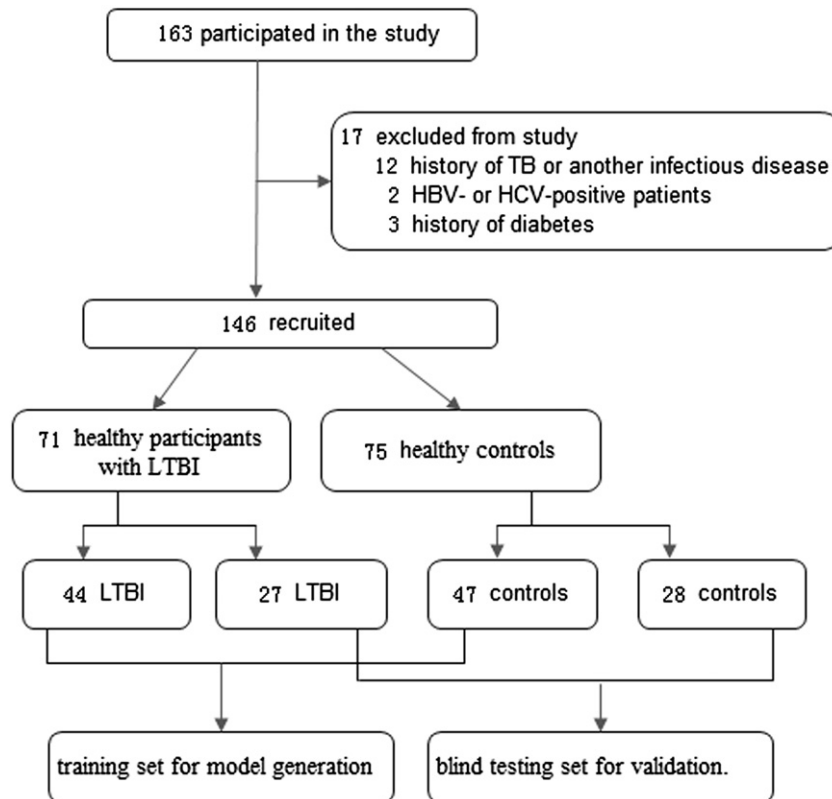 163 participated in the study
17 excluded from study
12 history of TB or another infectious disease
2 HBV- or HCV-positive patients
3 history of diabetes
146 recruited
71 healthy participants
with LTBI
75 healthy controls
44 LTBI
27 LTBI
47 controls
28 controls
training set for model generation
blind testing set for validation.